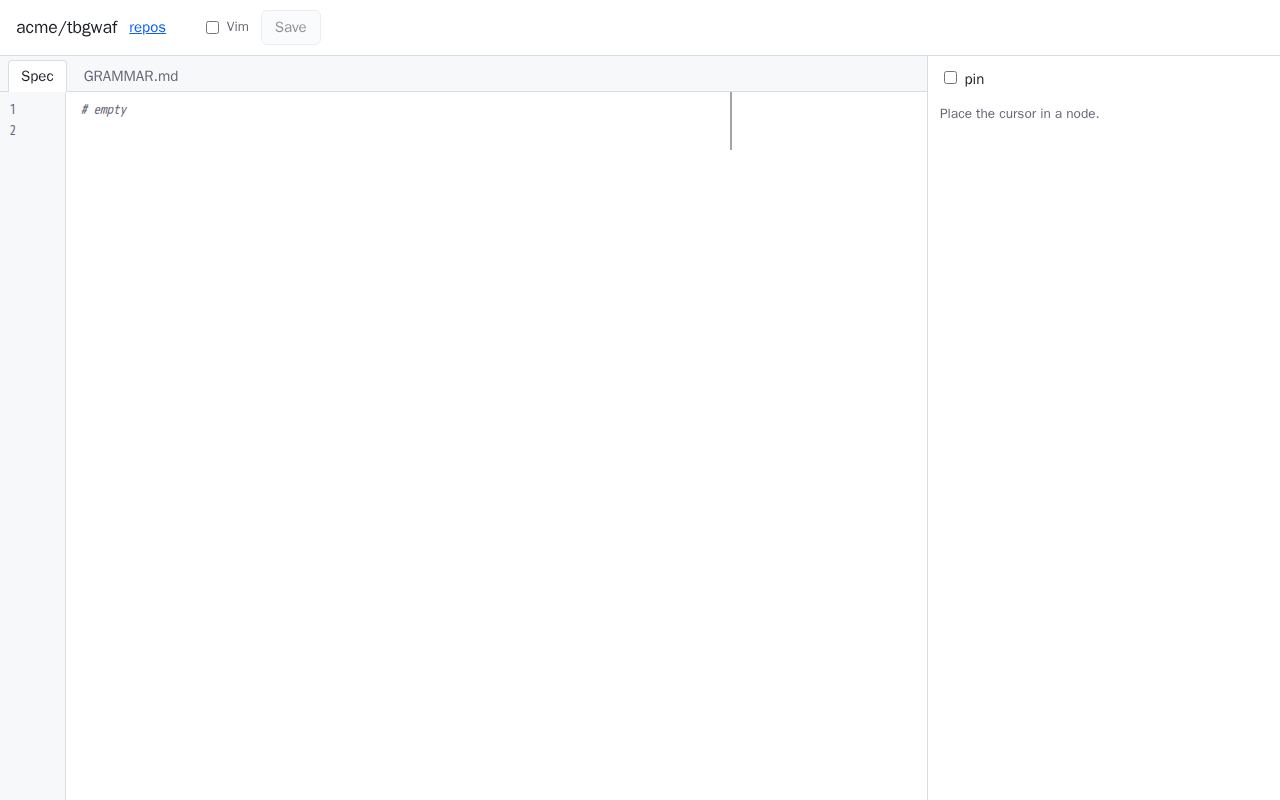 acme/tbgwaf repos Vim Save
Spec GRAMMAR.md
pin
1 # empty
2
Place the cursor in a node.